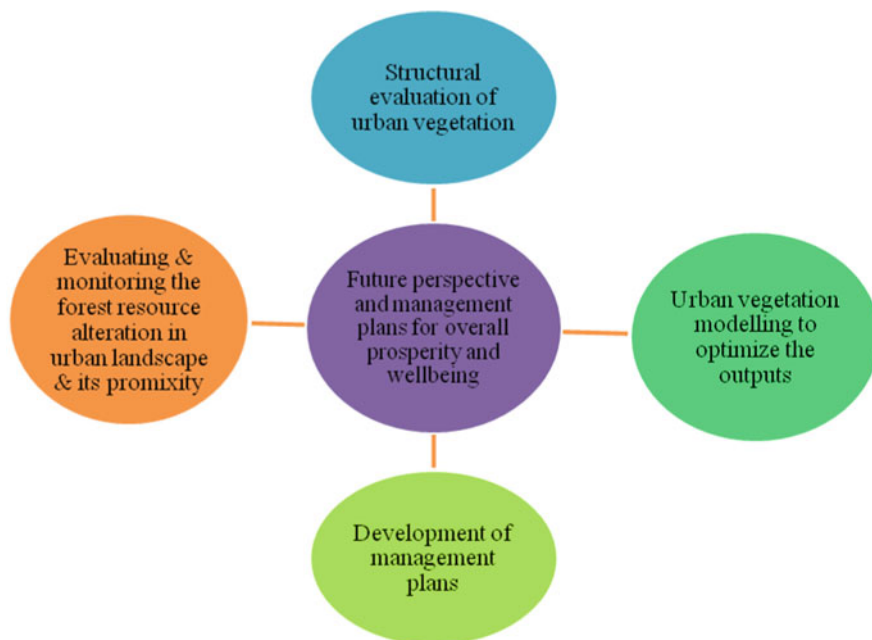 Structural
evaluation of
urban vegetation
Evaluating &
monitoring the
forest resource
alteration in
urban landscape
& its promixity
Future perspective
and management
plans for overall
prosperity and
wellbeing
Urban vegetation
modelling to
optimize the
outputs
Development of
management
plans